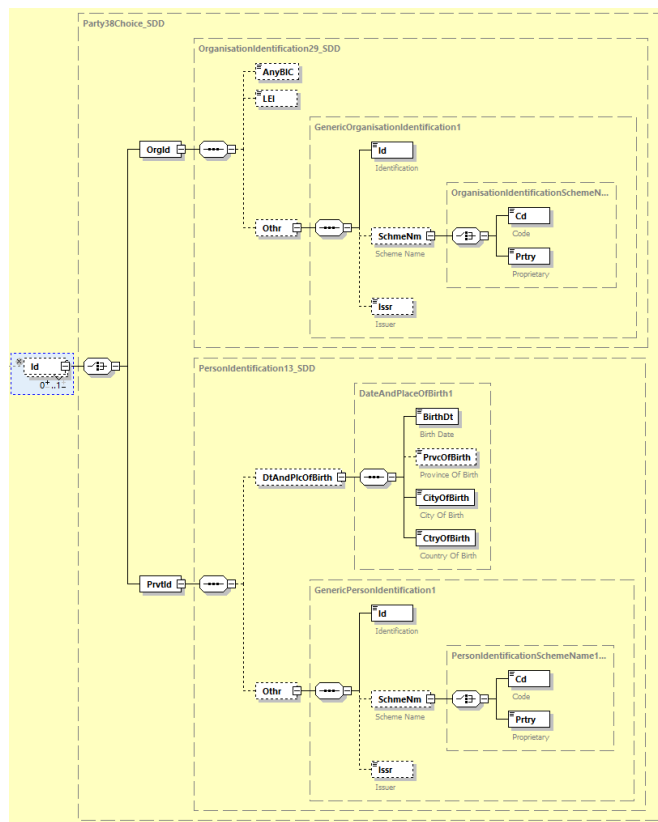 Party38Choice_SDD
OrganisationIdentification29_SDD
AnyBIC
LEI
GenericOrganisationIdentification1
OrgId
Id
Identification
OrganisationIdentificationSchemeN...
Cd
Code
Othr
SchmeNm
Scheme Name
Prtry
Proprietary
Issr
Issuer
Id
PersonIdentification13_SDD
DateAndPlaceOfBirth1
BirthDt
Birth Date
PrvcOfBirth
Province Of Birth
DtAndPlcOfBirth
CityOfBirth
City Of Birth
CtryOfBirth
Country Of Birth
PrvtId
GenericPersonIdentification1
Id
Identification
PersonIdentificationSchemeName1...
Cd
Code
Othr
SchmeNm
Scheme Name
Prtry
Proprietary
Issr
Issuer